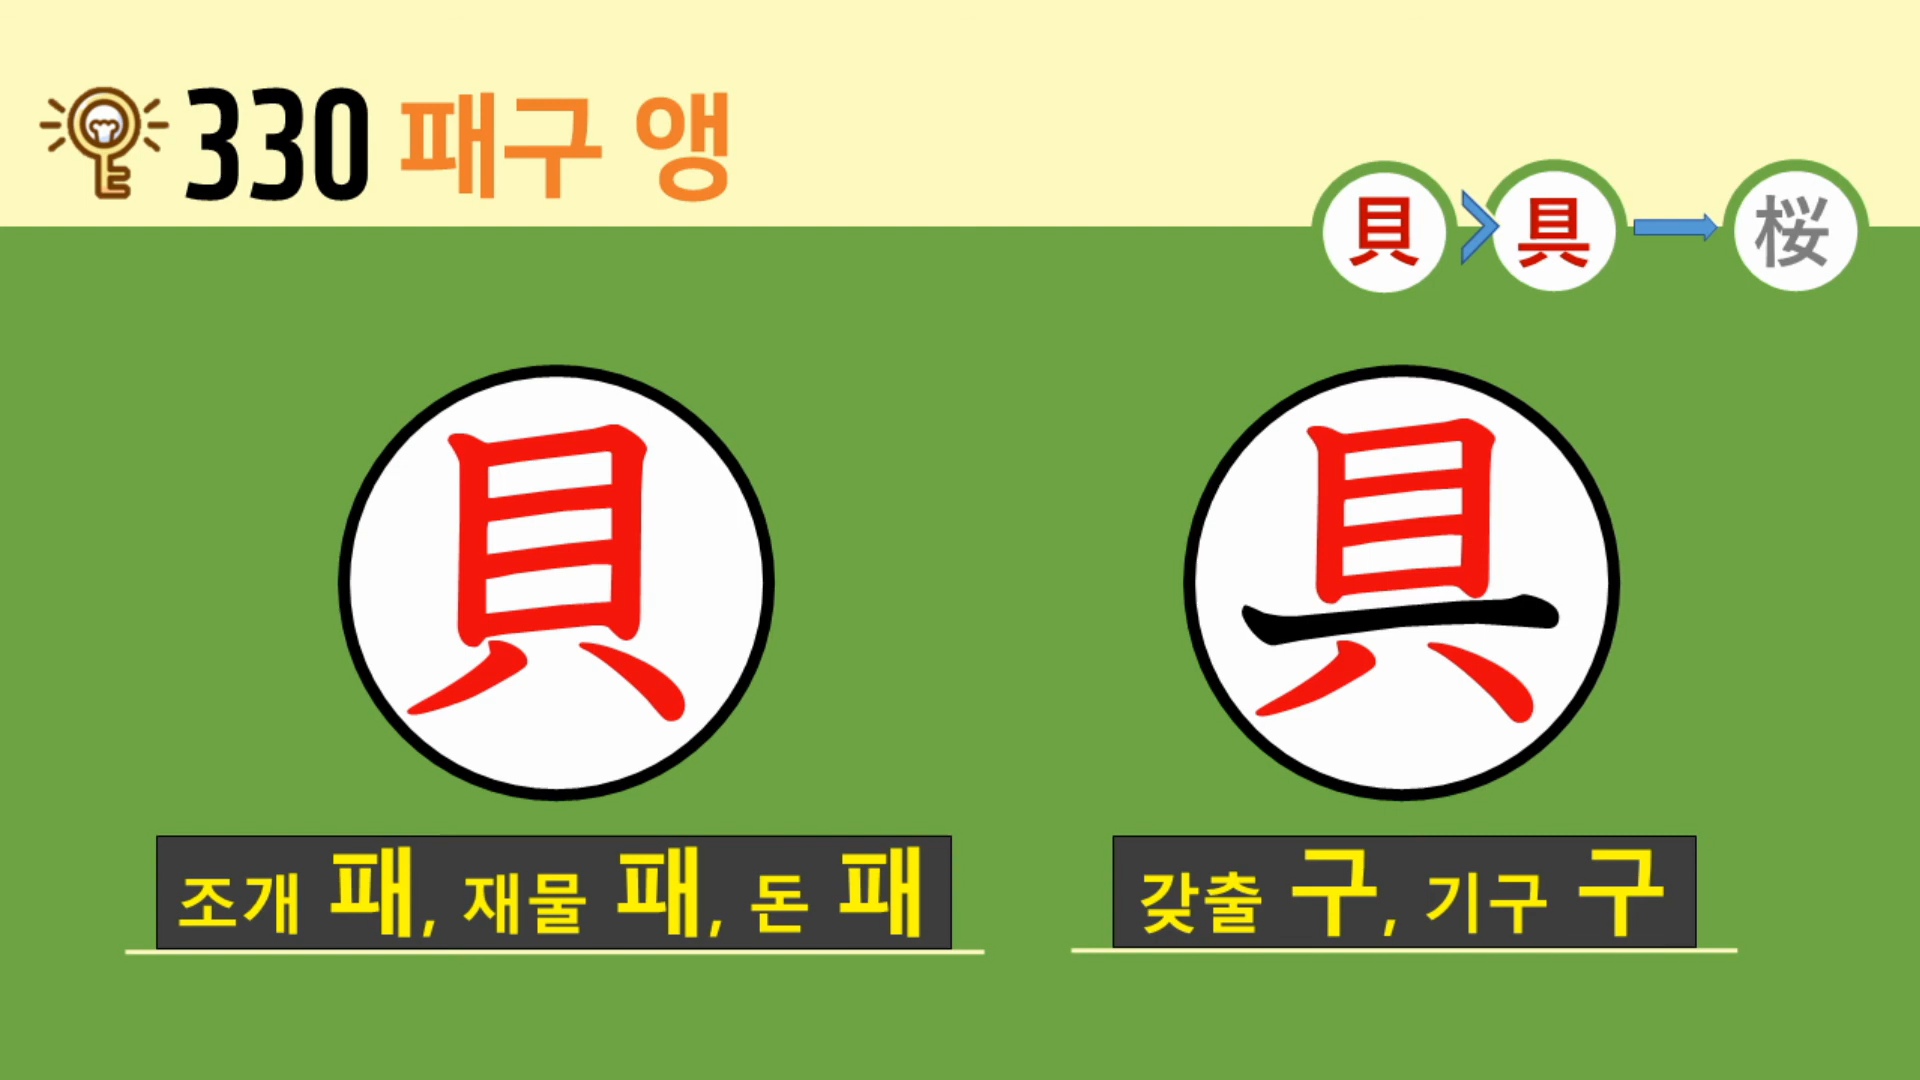 330 패구 앵
貝 具 桜
貝 具
조개 패, 재물 패, 돈 패
갖출 구, 기구 구